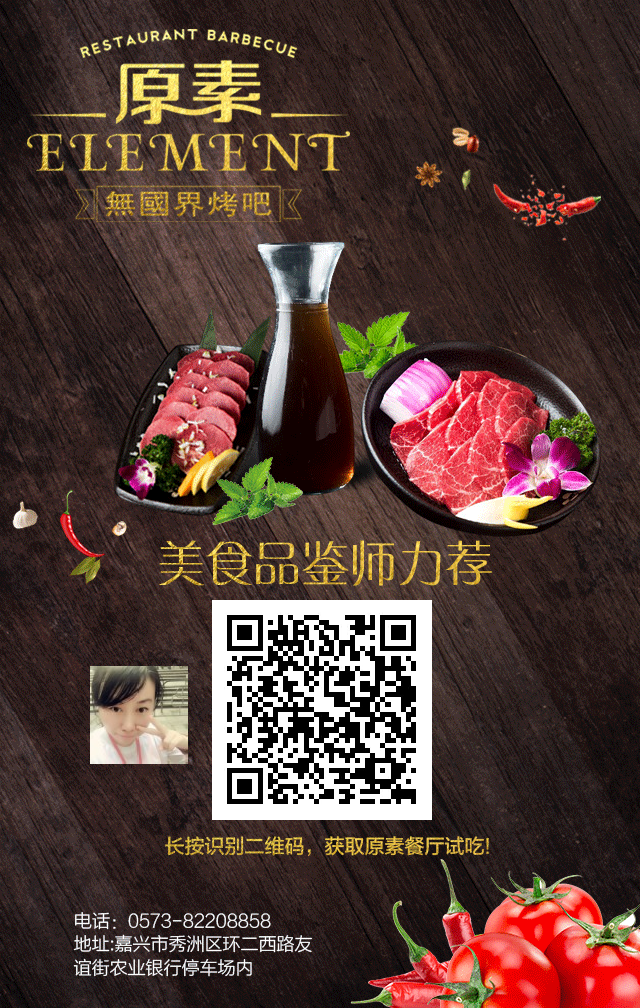 RESTAURANT BARBECUE
原素
ELEMENT
無國界烤吧
美食品鉴师力荐
长按识别二维码，获取原素餐厅试吃!
电话：0573-82208858
地址:嘉兴市秀洲区环二西路友
谊街农业银行停车场内